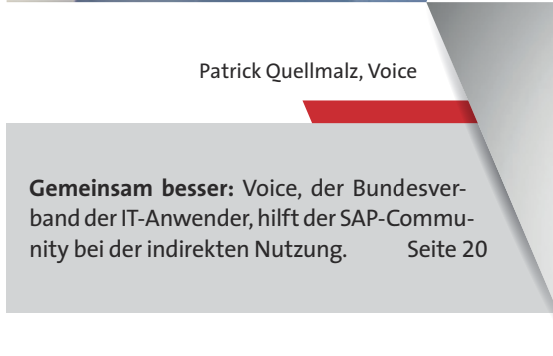 Patrick Quellmalz, Voice
Gemeinsam besser: Voice, der Bundesver-
band der IT-Anwender, hilft der SAP-Commu-
nity bei der indirekten Nutzung. Seite 20